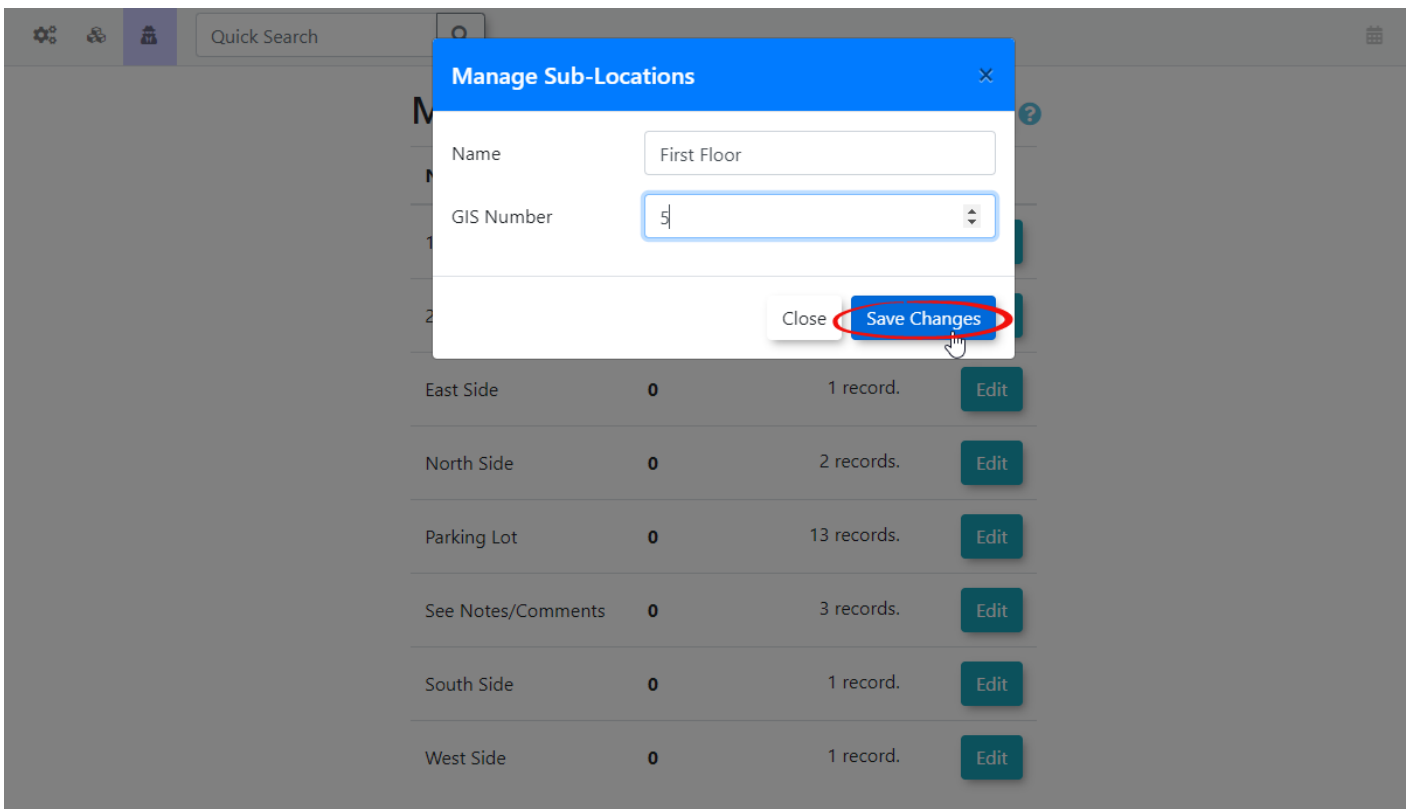 Quick Search
Manage Sub-Locations ×
M
?
Name First Floor
N
GIS Number 5
1
2
Close Save Changes
East Side 0 1 record. Edit
North Side 0 2 records. Edit
Parking Lot 0 13 records. Edit
See Notes/Comments 0 3 records. Edit
South Side 0 1 record. Edit
West Side 0 1 record. Edit